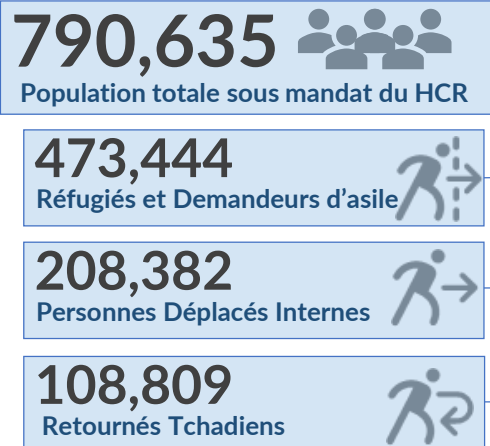 790,635
Population totale sous mandat du HCR
473,444
Réfugiés et Demandeurs d'asile
208,382
Personnes Déplacés Internes
108,809
Retournés Tchadiens